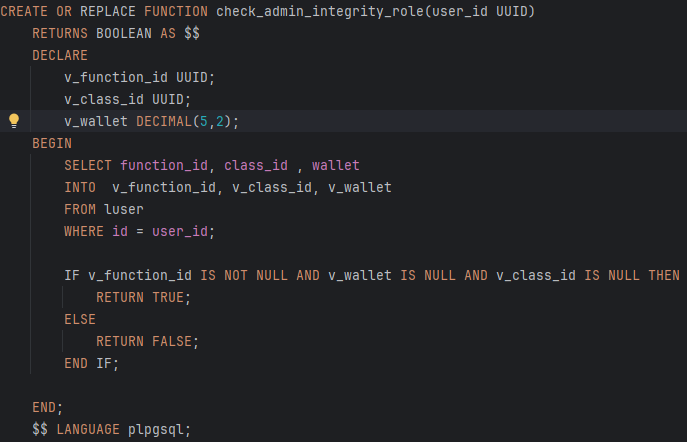 CREATE OR REPLACE FUNCTION check_admin_integrity_role(user_id UUID)
    RETURNS BOOLEAN AS $$
    DECLARE
        v_function_id UUID;
        v_class_id UUID;
        v_wallet DECIMAL(5,2);
    BEGIN
        SELECT function_id, class_id , wallet
        INTO  v_function_id, v_class_id, v_wallet
        FROM luser
        WHERE id = user_id;

        IF v_function_id IS NOT NULL AND v_wallet IS NULL AND v_class_id IS NULL THEN
            RETURN TRUE;
        ELSE
            RETURN FALSE;
        END IF;

    END;
    $$ LANGUAGE plpgsql;